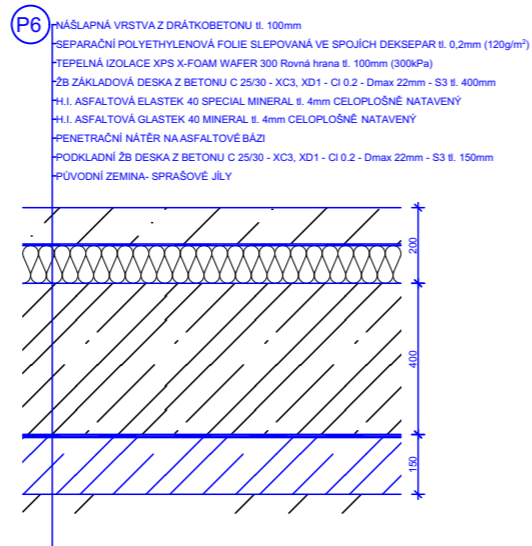 P6
NÁŠLAPNÁ VRSTVA Z DRÁTKOBETONU tl. 100mm
SEPARAČNÍ POLYETHYLENOVÁ FOLIE SLEPOVANÁ VE SPOJÍCH DEKSEPAR tl. 0,2mm (120g/m²)
TEPELNÁ IZOLACE XPS X-FOAM WAFER 300 Rovná hrana tl. 100mm (300kPa)
ŽB ZÁKLADOVÁ DESKA Z BETONU C 25/30 - XC3, XD1 - Cl 0.2 - Dmax 22mm - S3 tl. 400mm
H.I. ASFALTOVÁ ELASTEK 40 SPECIAL MINERAL tl. 4mm CELOPLOŠNĚ NATAVENÝ
H.I. ASFALTOVÁ GLASTEK 40 MINERAL tl. 4mm CELOPLOŠNĚ NATAVENÝ
PENETRAČNÍ NÁTĚR NA ASFALTOVÉ BÁZI
PODKLADNÍ ŽB DESKA Z BETONU C 25/30 - XC3, XD1 - Cl 0.2 - Dmax 22mm - S3 tl. 150mm
PŮVODNÍ ZEMINA- SPRAŠOVÉ JÍLY
200
400
150